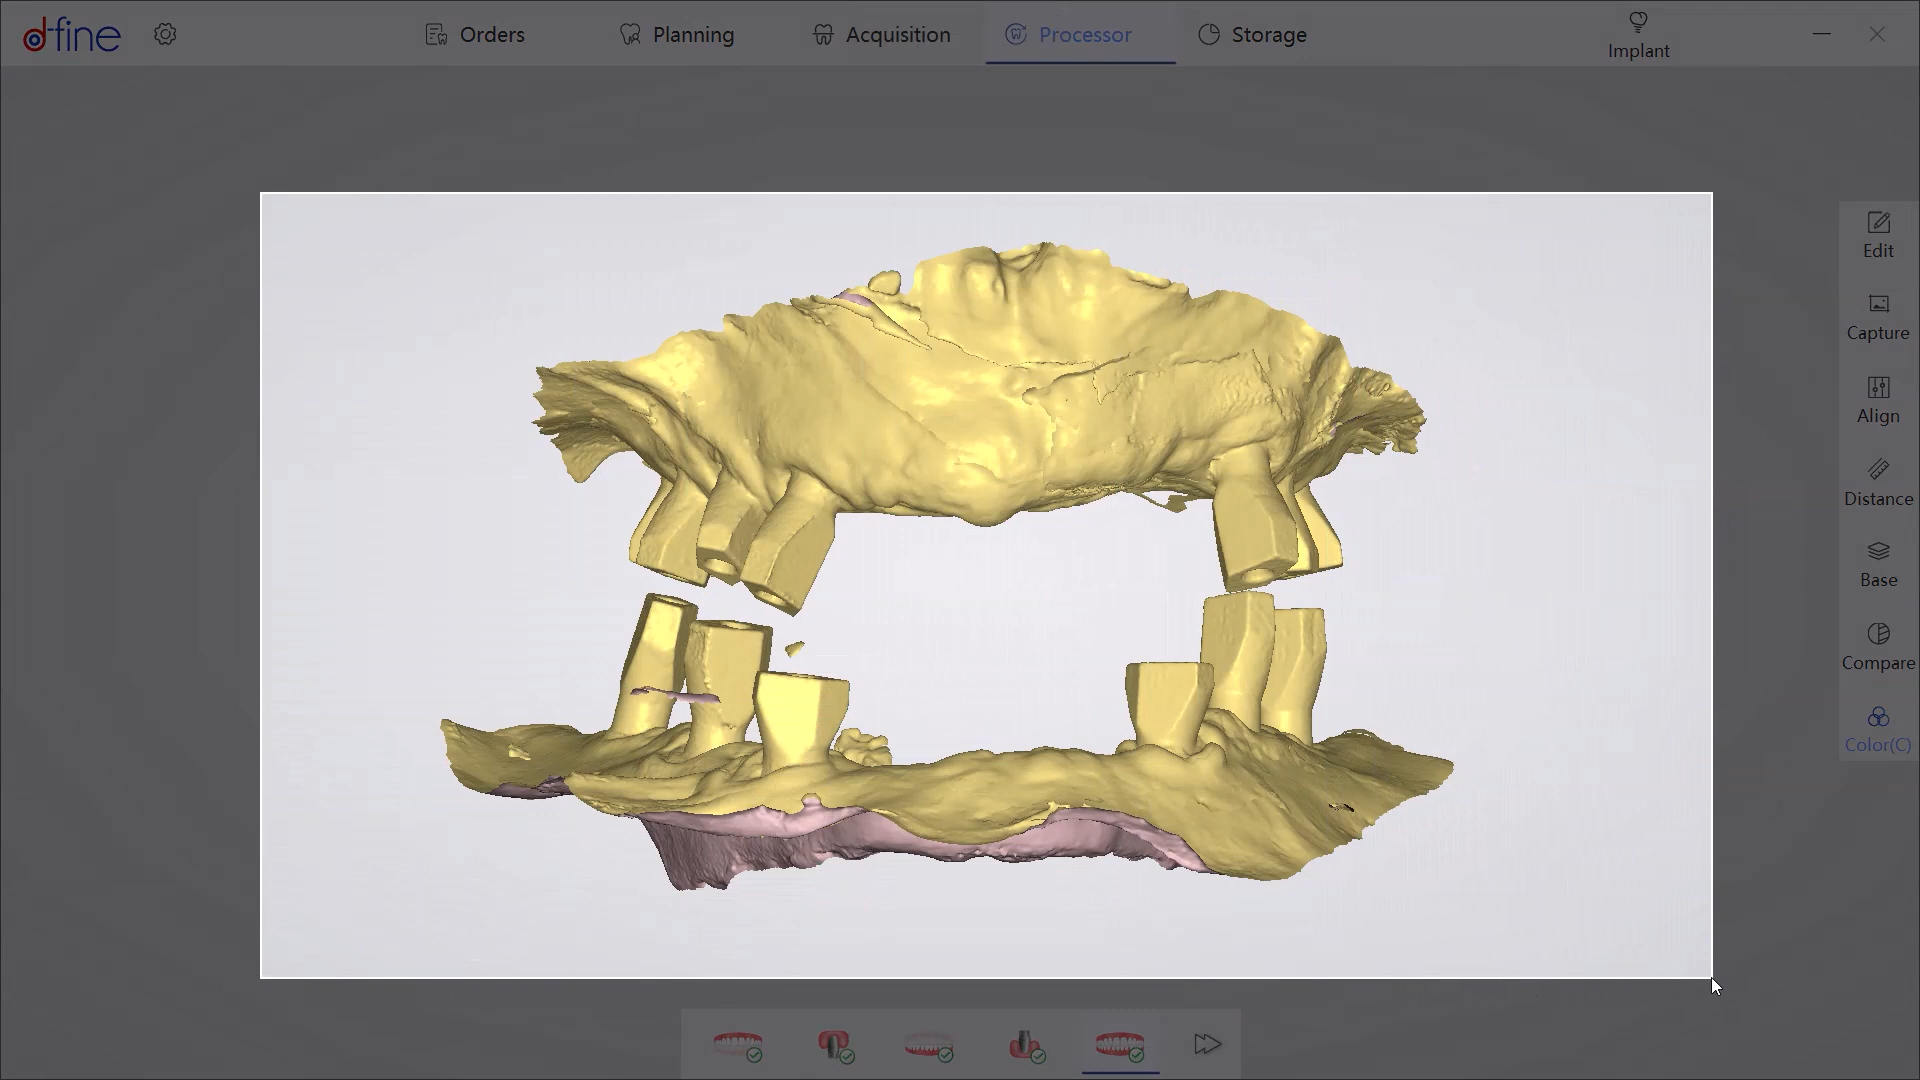 d-fine
Orders
Planning
Acquisition
Processor
Storage
Implant
Edit
Capture
Align
Distance
Base
Compare
Color(C)